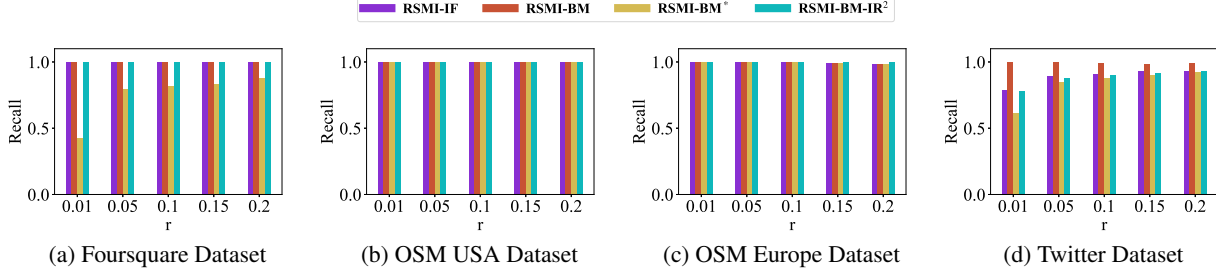 RSMI-IF RSMI-BM RSMI-BM* RSMI-BM-IR²
1.0
0.5
0.0
Recall
0.01 0.05 0.1 0.15 0.2
r
(a) Foursquare Dataset
1.0
0.5
0.0
Recall
0.01 0.05 0.1 0.15 0.2
r
(b) OSM USA Dataset
1.0
0.5
0.0
Recall
0.01 0.05 0.1 0.15 0.2
r
(c) OSM Europe Dataset
1.0
0.5
0.0
Recall
0.01 0.05 0.1 0.15 0.2
r
(d) Twitter Dataset